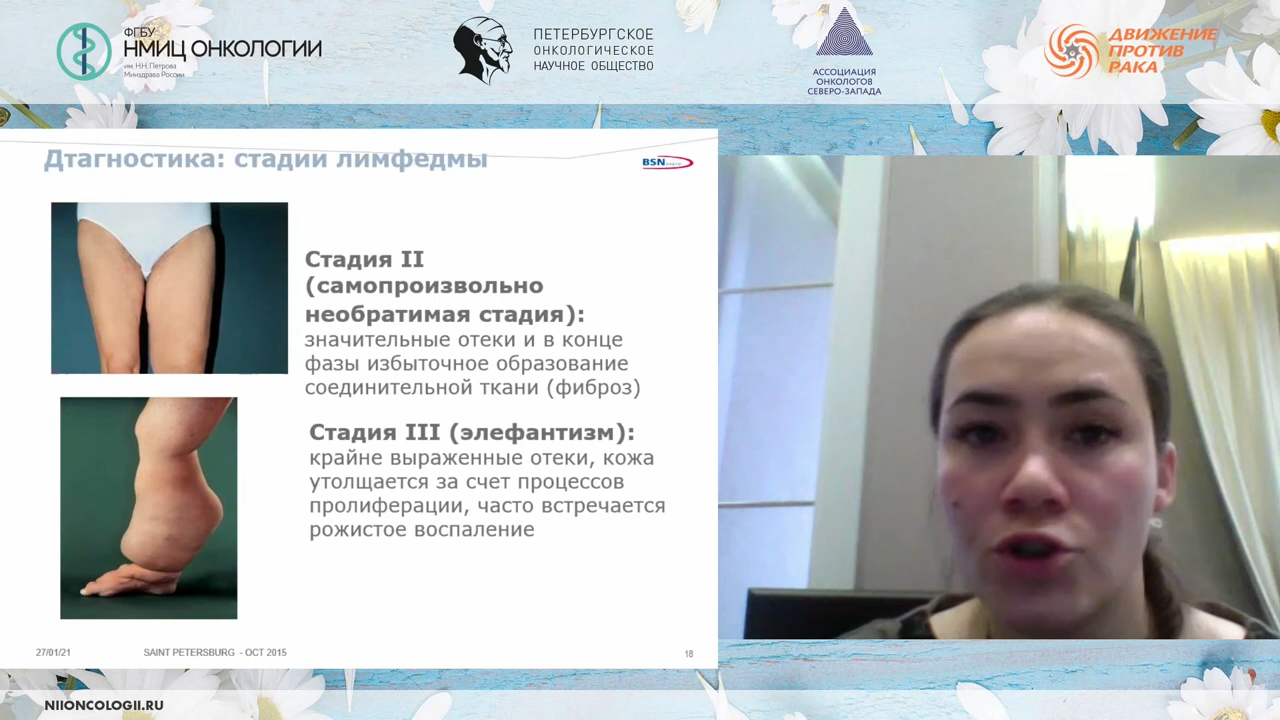 ФГБУ
НМИЦ ОНКОЛОГИИ
им. Н.Н. Петрова
Минздрава России
ПЕТЕРБУРГСКОЕ
ОНКОЛОГИЧЕСКОЕ
НАУЧНОЕ ОБЩЕСТВО
АССОЦИАЦИЯ
ОНКОЛОГОВ
СЕВЕРО-ЗАПАДА
ДВИЖЕНИЕ
ПРОТИВ
РАКА
Дтагностика: стадии лимфедмы
BSN
Стадия II
(самопроизвольно
необратимая стадия):
значительные отеки и в конце
фазы избыточное образование
соединительной ткани (фиброз)
Стадия III (элефантизм):
крайне выраженные отеки, кожа
утолщается за счет процессов
пролиферации, часто встречается
рожистое воспаление
27/01/21
SAINT PETERSBURG - OCT 2015
18
NIIONCOLOGII.RU